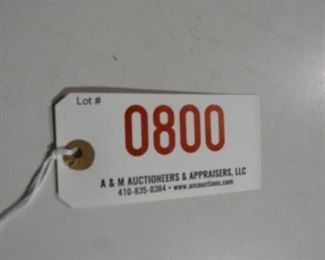 Lot #
0800
A & M AUCTIONEERS & APPRAISERS, LLC
410-835-0384 • www.amauctions.com